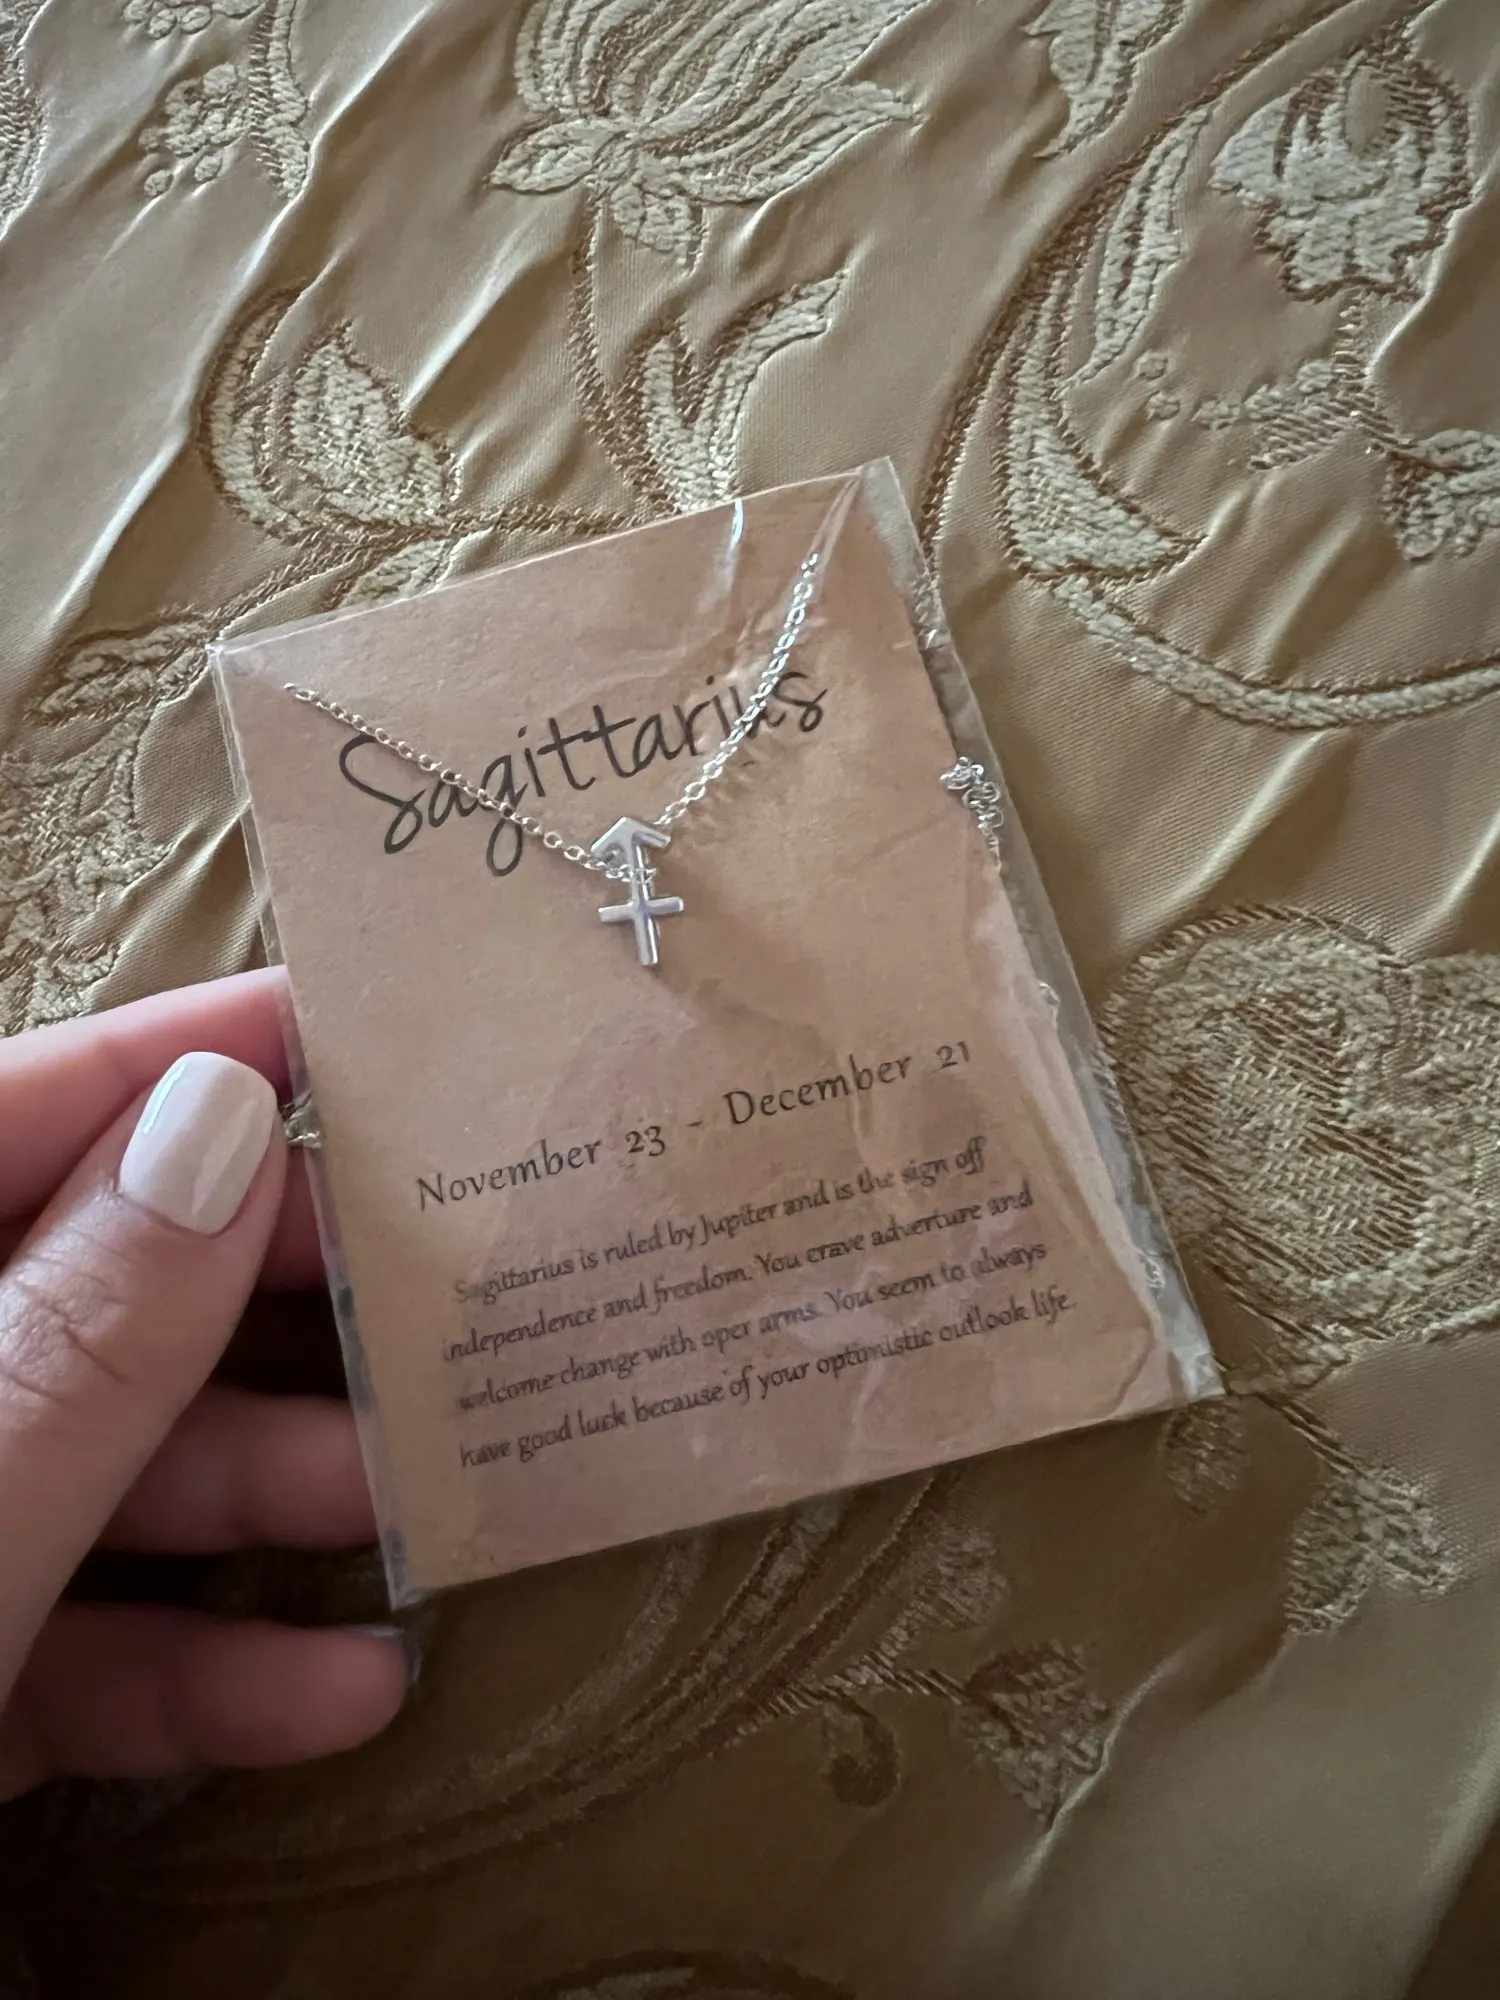 Sagittarius
November 23 - December 21
Sagittarius is ruled by Jupiter and is the sign off
independence and freedom. You crave adverture and
welcome change with oper arms. You seem to always
have good luck because of your optimistic outlook life.